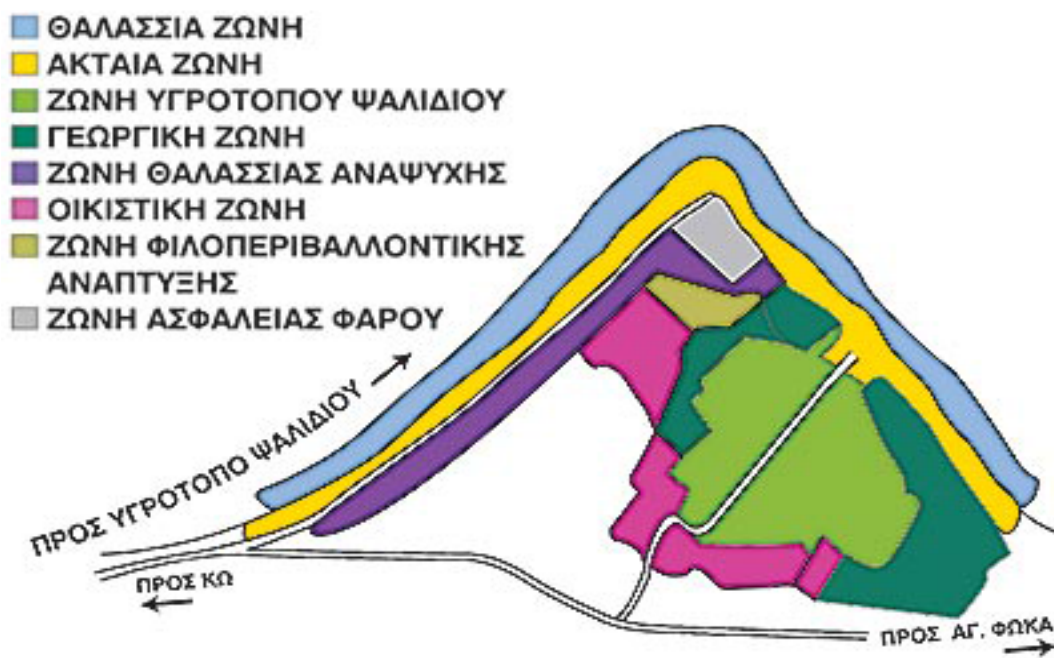 ΘΑΛΑΣΣΙΑ ΖΩΝΗ
ΑΚΤΑΙΑ ΖΩΝΗ
ΖΩΝΗ ΥΓΡΟΤΟΠΟΥ ΨΑΛΙΔΙΟΥ
ΓΕΩΡΓΙΚΗ ΖΩΝΗ
ΖΩΝΗ ΘΑΛΑΣΣΙΑΣ ΑΝΑΨΥΧΗΣ
ΟΙΚΙΣΤΙΚΗ ΖΩΝΗ
ΖΩΝΗ ΦΙΛΟΠΕΡΙΒΑΛΛΟΝΤΙΚΗΣ
ΑΝΑΠΤΥΞΗΣ
ΖΩΝΗ ΑΣΦΑΛΕΙΑΣ ΦΑΡΟΥ
ΠΡΟΣ ΥΓΡΟΤΟΠΟ ΨΑΛΙΔΙΟΥ
ΠΡΟΣ ΚΩ
ΠΡΟΣ ΑΓ. ΦΩΚΑ